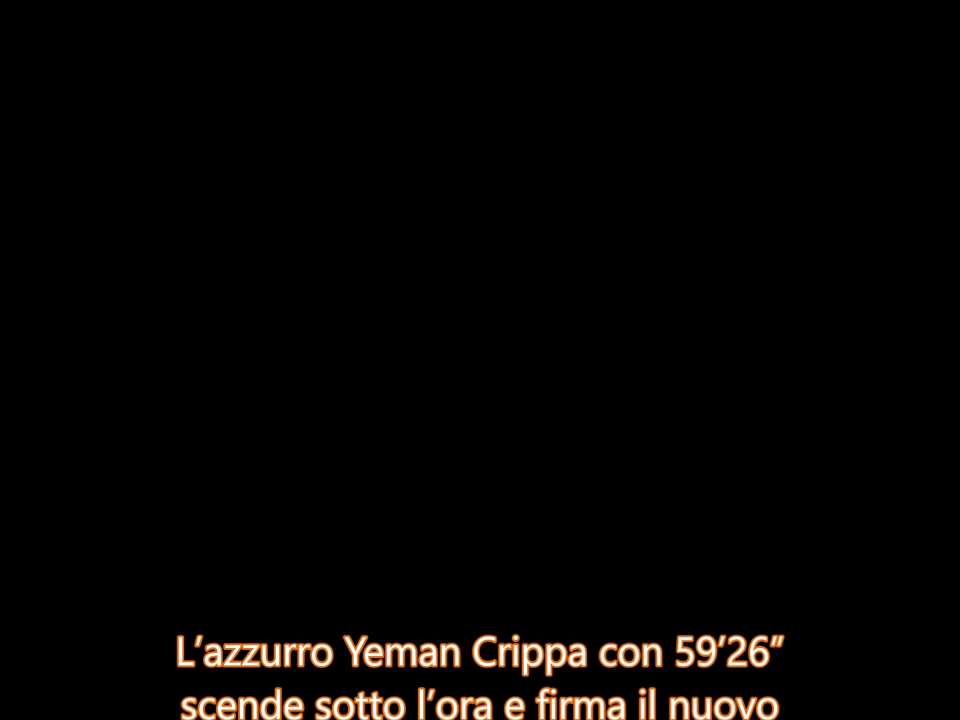 L’azzurro Yeman Crippa con 59’26”
scende sotto l’ora e firma il nuovo